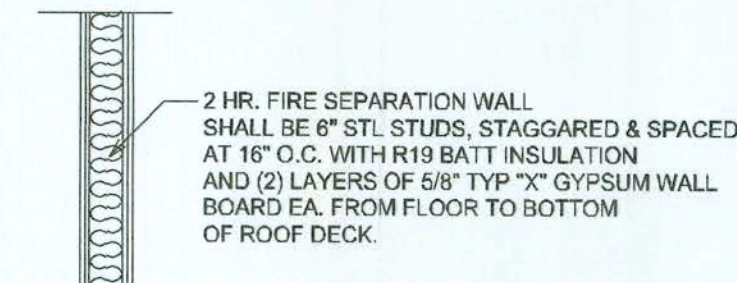 2 HR. FIRE SEPARATION WALL
SHALL BE 6" STL STUDS, STAGGARED & SPACED
AT 16" O.C. WITH R19 BATT INSULATION
AND (2) LAYERS OF 5/8" TYP "X" GYPSUM WALL
BOARD EA. FROM FLOOR TO BOTTOM
OF ROOF DECK.